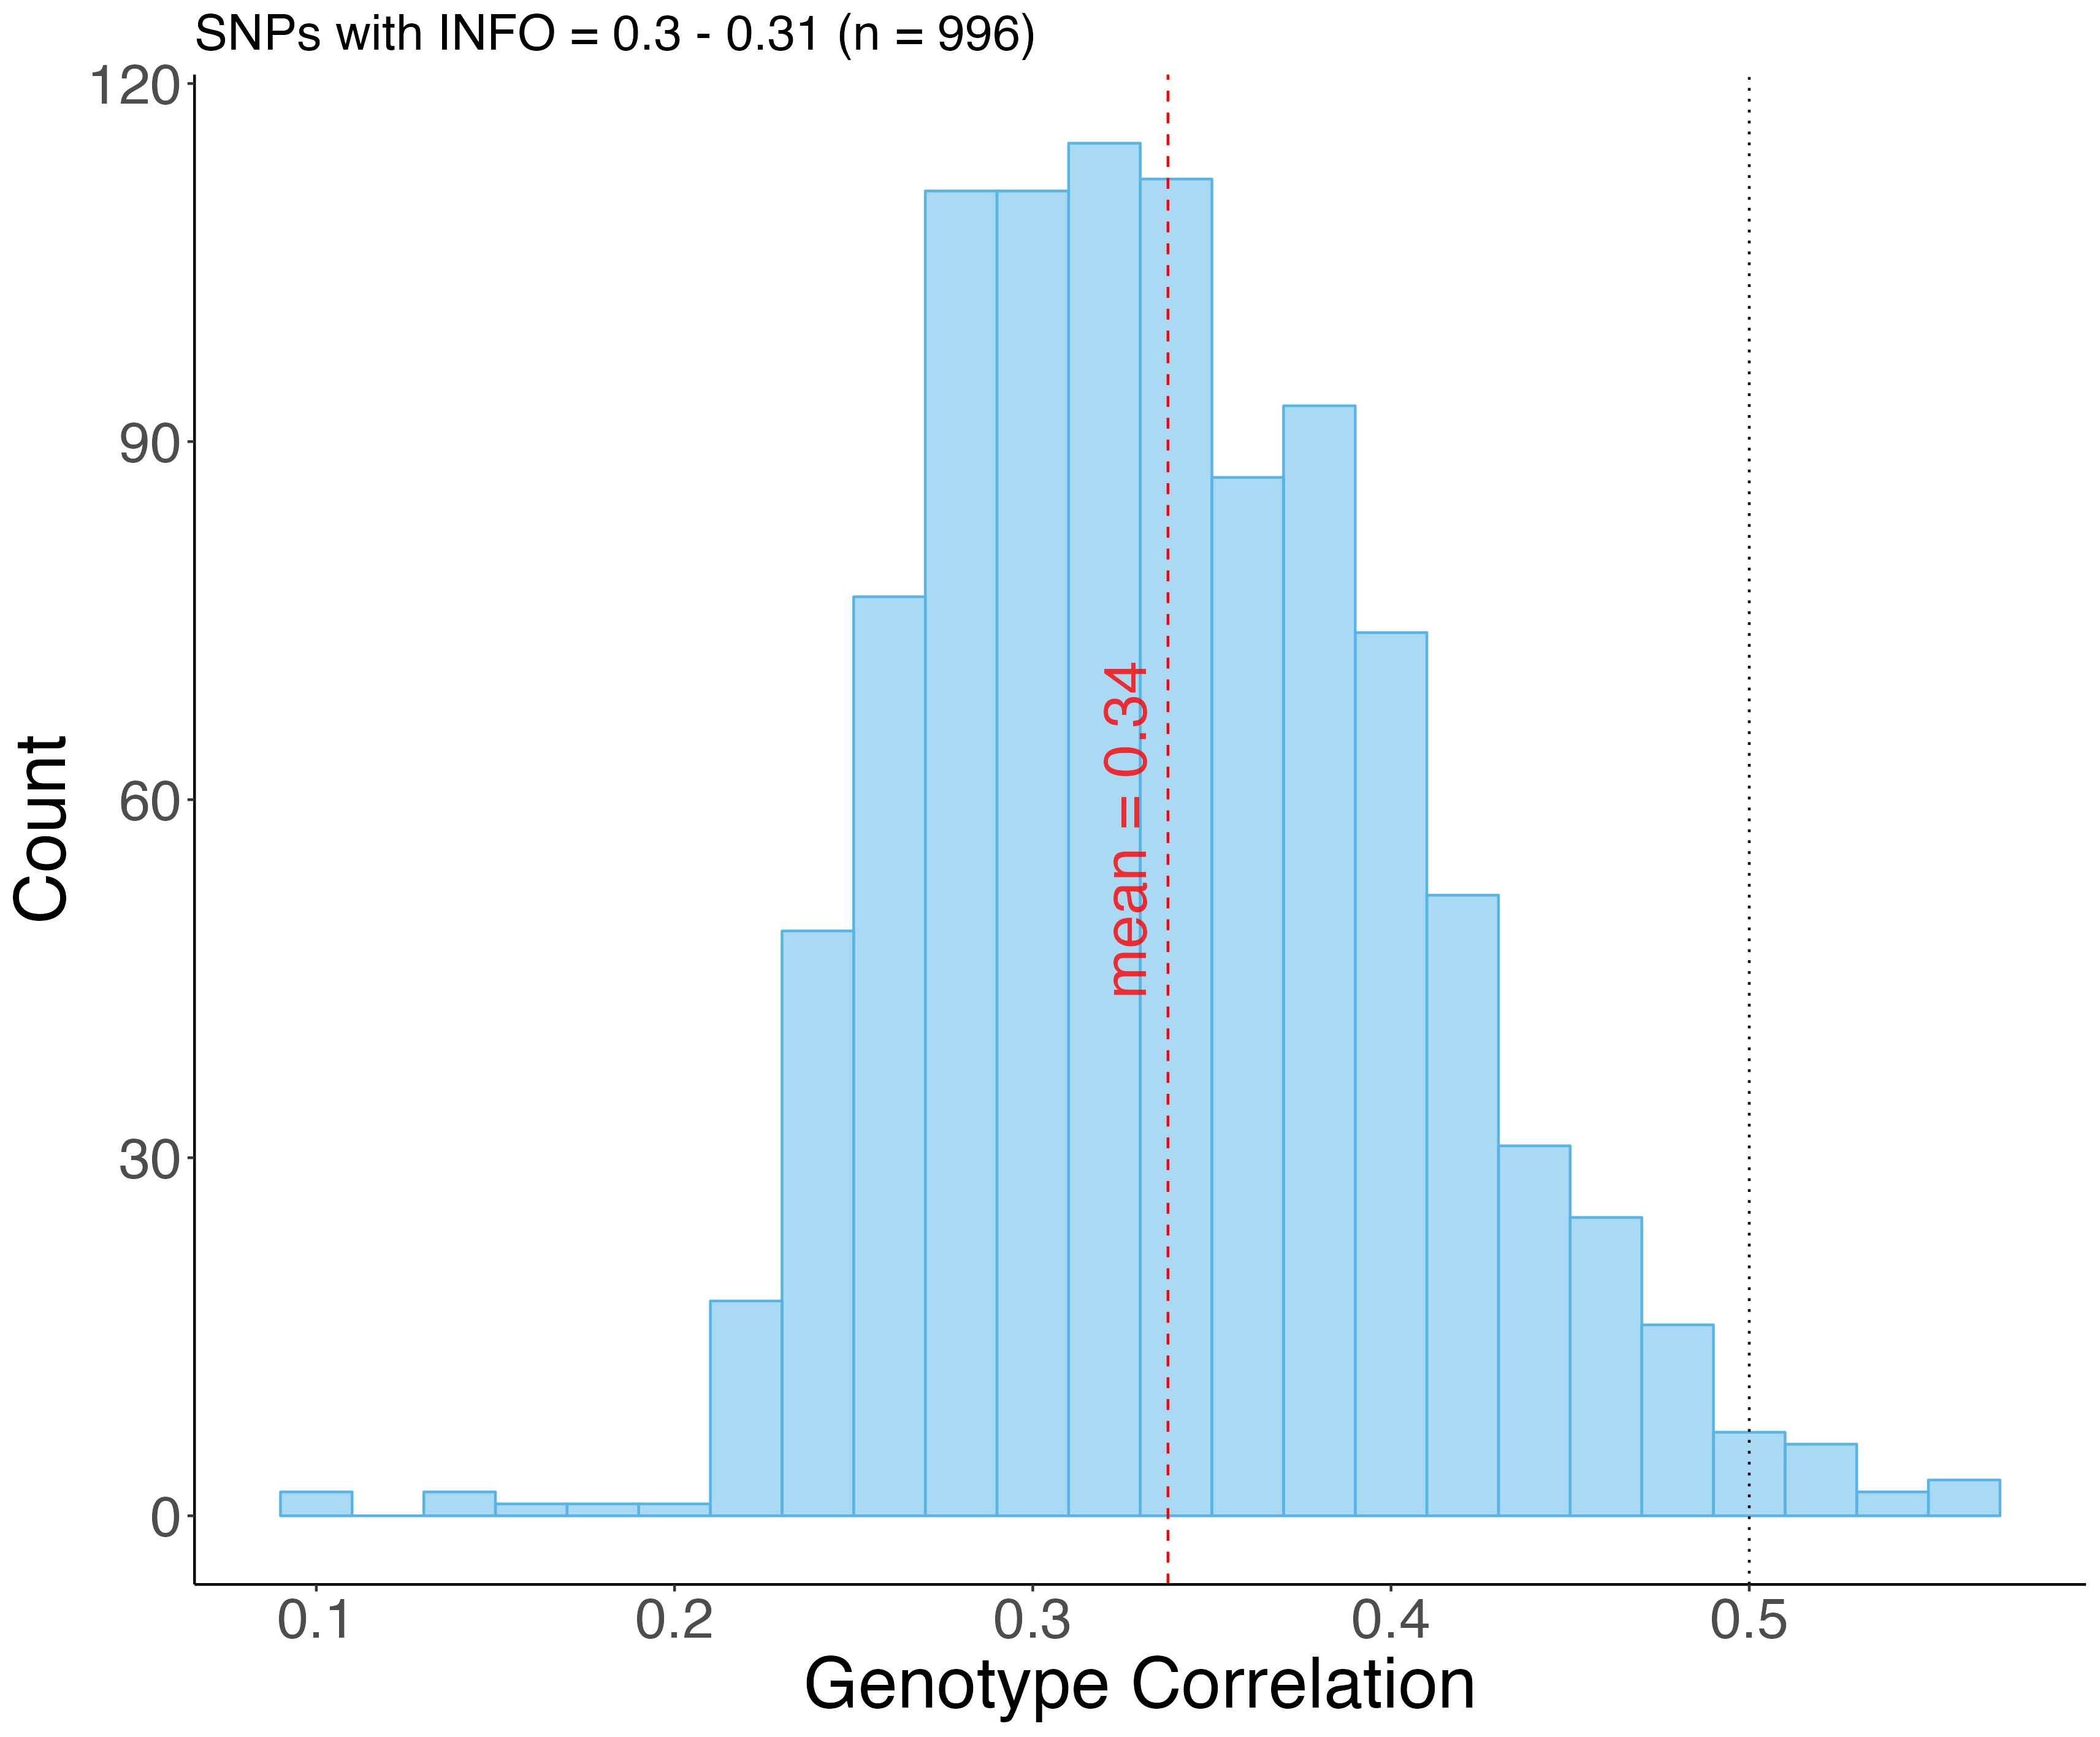 SNPs with INFO = 0.3 - 0.31 (n = 996)
120
90
60
30
0
Count
mean = 0.34
0.1 0.2 0.3 0.4 0.5
Genotype Correlation